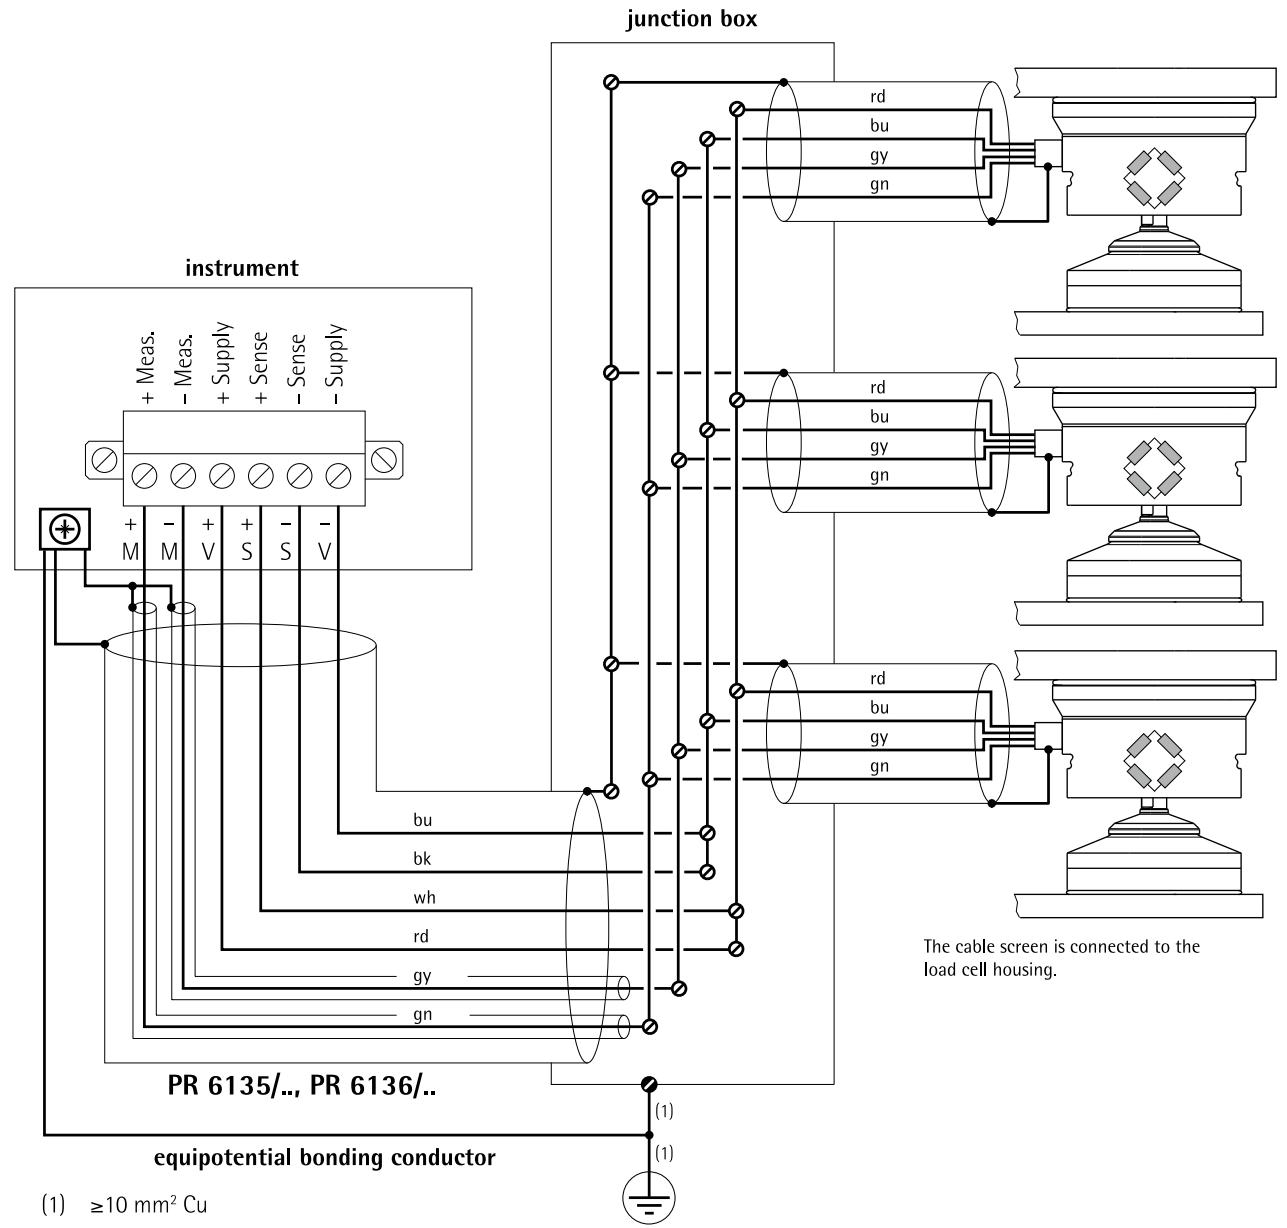 junction box
rd
bu
gy
gn
instrument
+ Meas.
– Meas.
+ Supply
+ Sense
– Sense
– Supply
+ – + + – –
M M V S S V
rd
bu
gy
gn
rd
bu
gy
gn
bu
bk
wh
rd
gy
gn
The cable screen is connected to the
load cell housing.
PR 6135/.., PR 6136/..
(1)
(1)
equipotential bonding conductor
(1) ≥10 mm² Cu